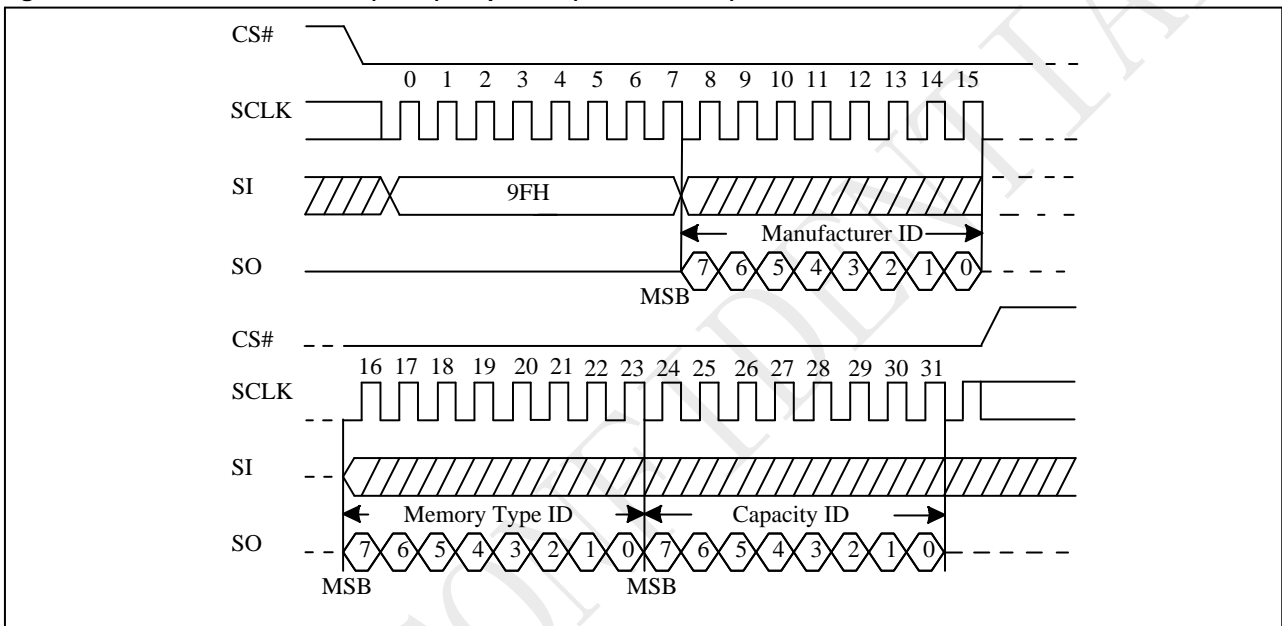 CS#
0 1 2 3 4 5 6 7 8 9 10 11 12 13 14 15
SCLK
SI
9FH
Manufacturer ID
SO
7 6 5 4 3 2 1 0
MSB
CS#
16 17 18 19 20 21 22 23 24 25 26 27 28 29 30 31
SCLK
SI
Memory Type ID Capacity ID
SO
7 6 5 4 3 2 1 0 7 6 5 4 3 2 1 0
MSB MSB